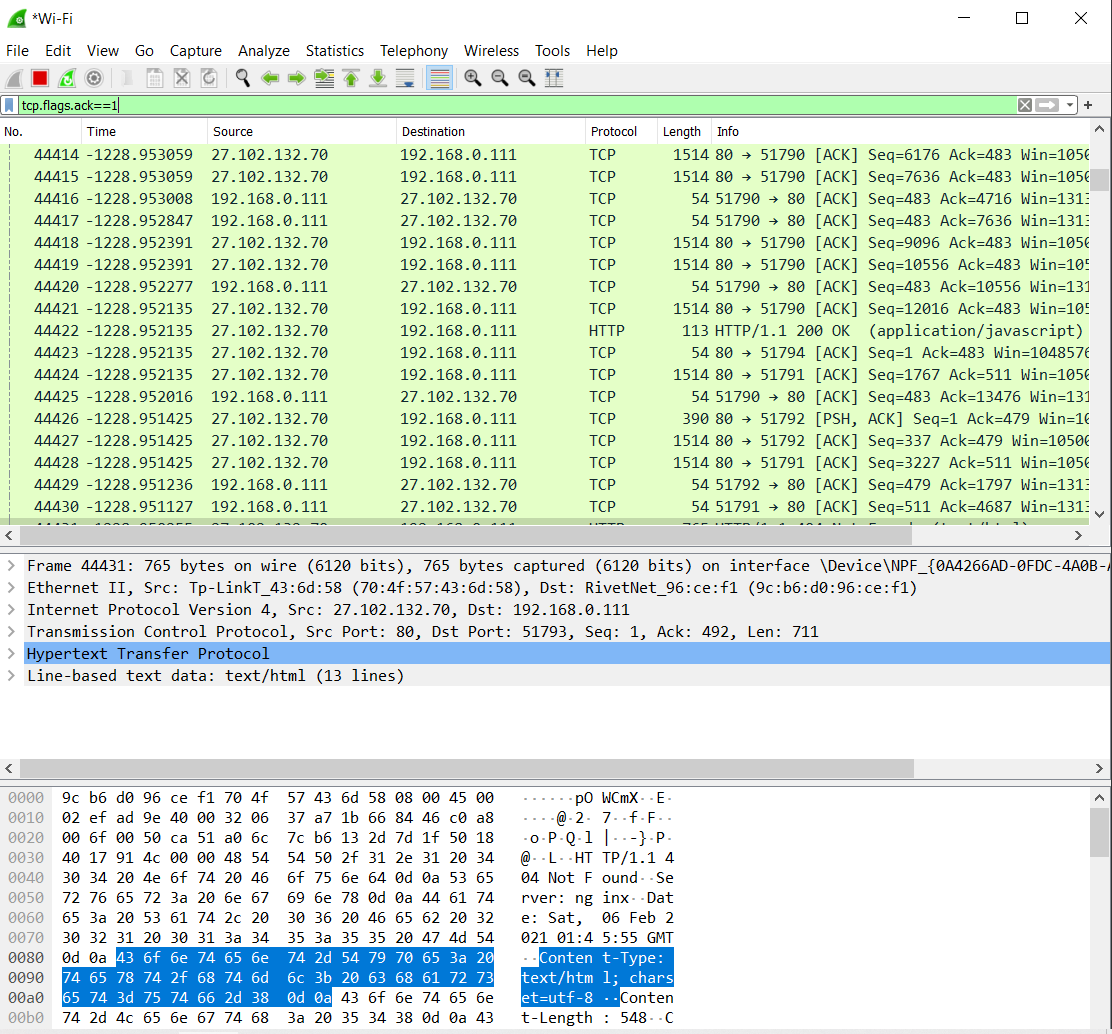 *Wi-Fi
File Edit View Go Capture Analyze Statistics Telephony Wireless Tools Help
tcp.flags.ack==1
No. Time Source Destination Protocol Length Info
44414 -1228.953059 27.102.132.70 192.168.0.111 TCP 1514 80 → 51790 [ACK] Seq=6176 Ack=483 Win=1050
44415 -1228.953059 27.102.132.70 192.168.0.111 TCP 1514 80 → 51790 [ACK] Seq=7636 Ack=483 Win=1050
44416 -1228.953008 192.168.0.111 27.102.132.70 TCP 54 51790 → 80 [ACK] Seq=483 Ack=4716 Win=1313
44417 -1228.952847 192.168.0.111 27.102.132.70 TCP 54 51790 → 80 [ACK] Seq=483 Ack=7636 Win=1313
44418 -1228.952391 27.102.132.70 192.168.0.111 TCP 1514 80 → 51790 [ACK] Seq=9096 Ack=483 Win=1050
44419 -1228.952391 27.102.132.70 192.168.0.111 TCP 1514 80 → 51790 [ACK] Seq=10556 Ack=483 Win=105
44420 -1228.952277 192.168.0.111 27.102.132.70 TCP 54 51790 → 80 [ACK] Seq=483 Ack=10556 Win=131
44421 -1228.952135 27.102.132.70 192.168.0.111 TCP 1514 80 → 51790 [ACK] Seq=12016 Ack=483 Win=105
44422 -1228.952135 27.102.132.70 192.168.0.111 HTTP 113 HTTP/1.1 200 OK (application/javascript)
44423 -1228.952135 27.102.132.70 192.168.0.111 TCP 54 80 → 51794 [ACK] Seq=1 Ack=483 Win=1048576
44424 -1228.952135 27.102.132.70 192.168.0.111 TCP 1514 80 → 51791 [ACK] Seq=1767 Ack=511 Win=1050
44425 -1228.952016 192.168.0.111 27.102.132.70 TCP 54 51790 → 80 [ACK] Seq=483 Ack=13476 Win=131
44426 -1228.951425 27.102.132.70 192.168.0.111 TCP 390 80 → 51792 [PSH, ACK] Seq=1 Ack=479 Win=10
44427 -1228.951425 27.102.132.70 192.168.0.111 TCP 1514 80 → 51792 [ACK] Seq=337 Ack=479 Win=10500
44428 -1228.951425 27.102.132.70 192.168.0.111 TCP 1514 80 → 51791 [ACK] Seq=3227 Ack=511 Win=1050
44429 -1228.951236 192.168.0.111 27.102.132.70 TCP 54 51792 → 80 [ACK] Seq=479 Ack=1797 Win=1313
44430 -1228.951127 192.168.0.111 27.102.132.70 TCP 54 51791 → 80 [ACK] Seq=511 Ack=4687 Win=1313
Frame 44431: 765 bytes on wire (6120 bits), 765 bytes captured (6120 bits) on interface \Device\NPF_{0A4266AD-0FDC-4A0B-A
Ethernet II, Src: Tp-LinkT_43:6d:58 (70:4f:57:43:6d:58), Dst: RivetNet_96:ce:f1 (9c:b6:d0:96:ce:f1)
Internet Protocol Version 4, Src: 27.102.132.70, Dst: 192.168.0.111
Transmission Control Protocol, Src Port: 80, Dst Port: 51793, Seq: 1, Ack: 492, Len: 711
Hypertext Transfer Protocol
Line-based text data: text/html (13 lines)
0000 9c b6 d0 96 ce f1 70 4f 57 43 6d 58 08 00 45 00 ······pO WCmX··E·
0010 02 ef ad 9e 40 00 32 06 37 a7 1b 66 84 46 c0 a8 ····@·2· 7··f·F··
0020 00 6f 00 50 ca 51 a0 6c 7c b6 13 2d 7d 1f 50 18 ·o·P·Q·l |··-}·P·
0030 40 17 91 4c 00 00 48 54 54 50 2f 31 2e 31 20 34 @··L··HT TP/1.1 4
0040 30 34 20 4e 6f 74 20 46 6f 75 6e 64 0d 0a 53 65 04 Not F ound··Se
0050 72 76 65 72 3a 20 6e 67 69 6e 78 0d 0a 44 61 74 rver: ng inx··Dat
0060 65 3a 20 53 61 74 2c 20 30 36 20 46 65 62 20 32 e: Sat, 06 Feb 2
0070 30 32 31 20 30 31 3a 34 35 3a 35 35 20 47 4d 54 021 01:4 5:55 GMT
0080 0d 0a 43 6f 6e 74 65 6e 74 2d 54 79 70 65 3a 20 ··Conten t-Type:
0090 74 65 78 74 2f 68 74 6d 6c 3b 20 63 68 61 72 73 text/htm l; chars
00a0 65 74 3d 75 74 66 2d 38 0d 0a 43 6f 6e 74 65 6e et=utf-8 ··Conten
00b0 74 2d 4c 65 6e 67 74 68 3a 20 35 34 38 0d 0a 43 t-Length : 548··C